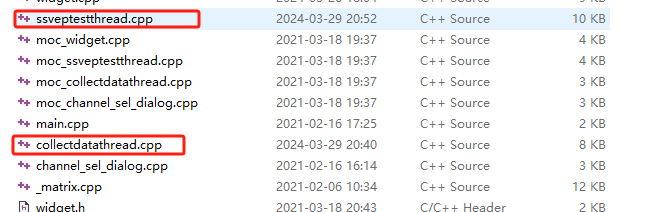 ssveptestthread.cpp 2024-03-29 20:52 C++ Source 10 KB
moc_widget.cpp 2021-03-18 19:37 C++ Source 4 KB
moc_ssveptestthread.cpp 2021-03-18 19:37 C++ Source 4 KB
moc_collectdatathread.cpp 2021-03-18 19:37 C++ Source 3 KB
moc_channel_sel_dialog.cpp 2021-03-18 19:37 C++ Source 3 KB
main.cpp 2021-02-16 17:25 C++ Source 2 KB
collectdatathread.cpp 2024-03-29 20:40 C++ Source 8 KB
channel_sel_dialog.cpp 2021-02-16 16:14 C++ Source 3 KB
_matrix.cpp 2021-02-06 10:34 C++ Source 12 KB
widget.h 2021-03-18 20:43 C/C++ Header 2 KB